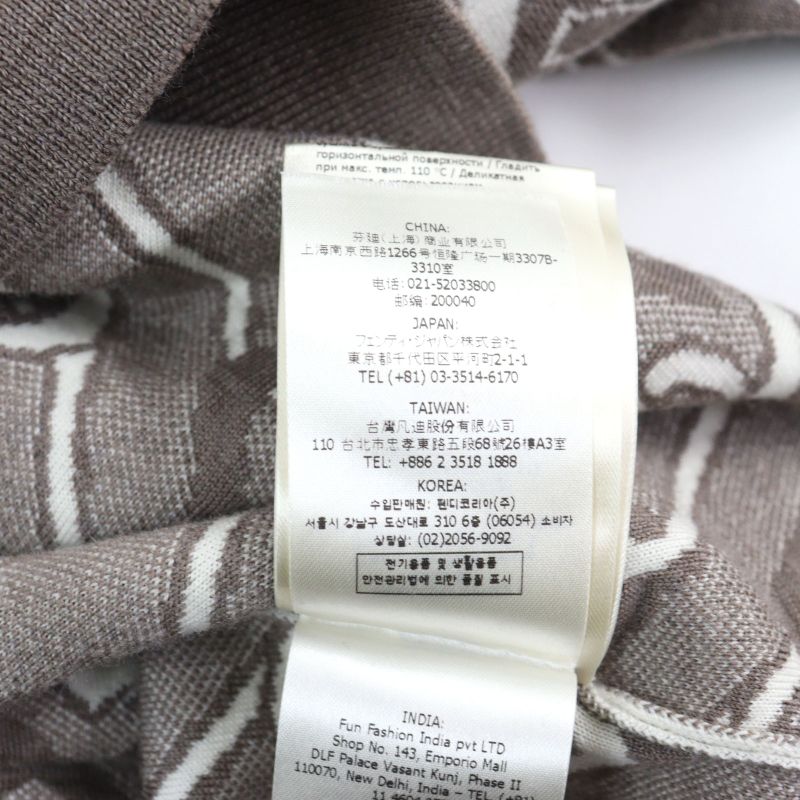 горизонтальной поверхности / Гладить
при макс. темп. 110 °C / Деликатная
CHINA:
芬迪(上海)商业有限公司
上海南京西路1266号恒隆广场一期3307B-
3310室
电话: 021-52033800
邮编: 200040
JAPAN:
フェンディ・ジャパン株式会社
東京都千代田区平河町2-1-1
TEL (+81) 03-3514-6170
TAIWAN:
台灣凡迪股份有限公司
110 台北市忠孝東路五段68號26樓A3室
TEL: +886 2 3518 1888
KOREA:
수입판매원: 펜디코리아(주)
서울시 강남구 도산대로 310 6층 (06054) 소비자
상담실: (02)2056-9092
전기용품 및 생활용품
안전관리법에 의한 품질 표시
INDIA:
Fun Fashion India pvt LTD
Shop No. 143, Emporio Mall
DLF Palace Vasant Kunj, Phase II
110070, New Delhi, India - TEL (+91)